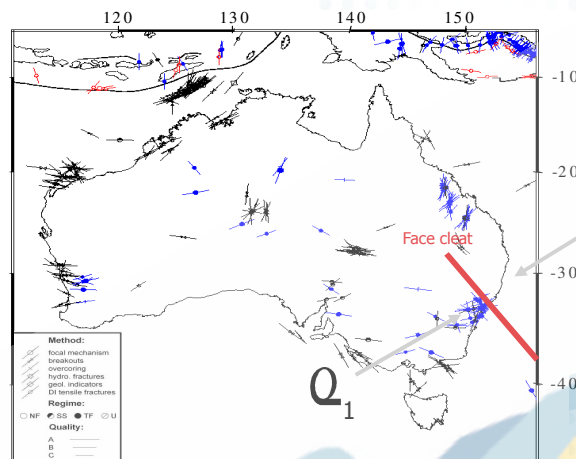 120 130 140 150
-10
-20
Face cleat
-30
Q1
-40
Method:
focal mechanism
breakouts
overcoring
hydro. fractures
geol. indicators
DI tensile fractures
Regime:
NF SS TF U
Quality:
A
B
C